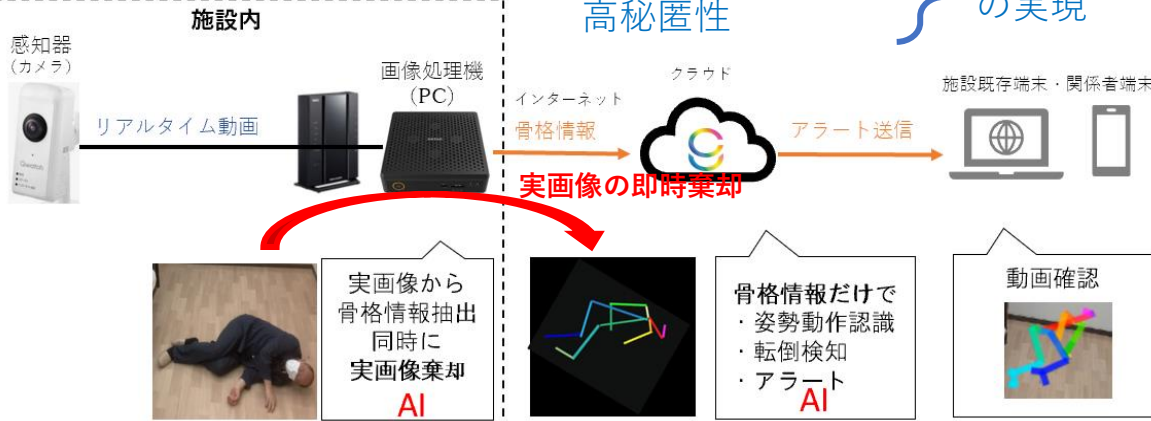 施設内
高秘匿性
の実現
感知器
(カメラ)
リアルタイム動画
画像処理機
(PC)
インターネット
骨格情報
クラウド
アラート送信
施設既存端末・関係者端末
実画像の即時棄却
実画像から
骨格情報抽出
同時に
実画像棄却
AI
骨格情報だけで
・姿勢動作認識
・転倒検知
・アラート
AI
動画確認